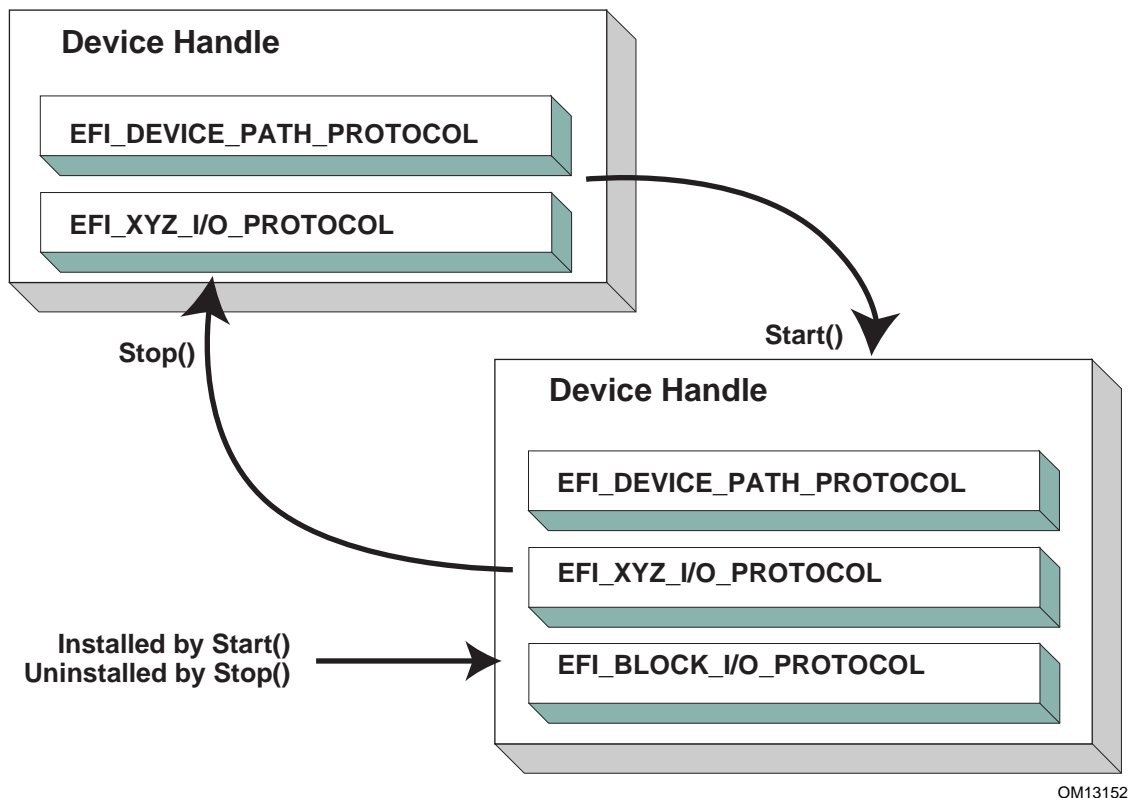 Device Handle
EFI_DEVICE_PATH_PROTOCOL
EFI_XYZ_I/O_PROTOCOL
Stop()
Start()
Device Handle
EFI_DEVICE_PATH_PROTOCOL
EFI_XYZ_I/O_PROTOCOL
Installed by Start()
Uninstalled by Stop()
EFI_BLOCK_I/O_PROTOCOL
OM13152